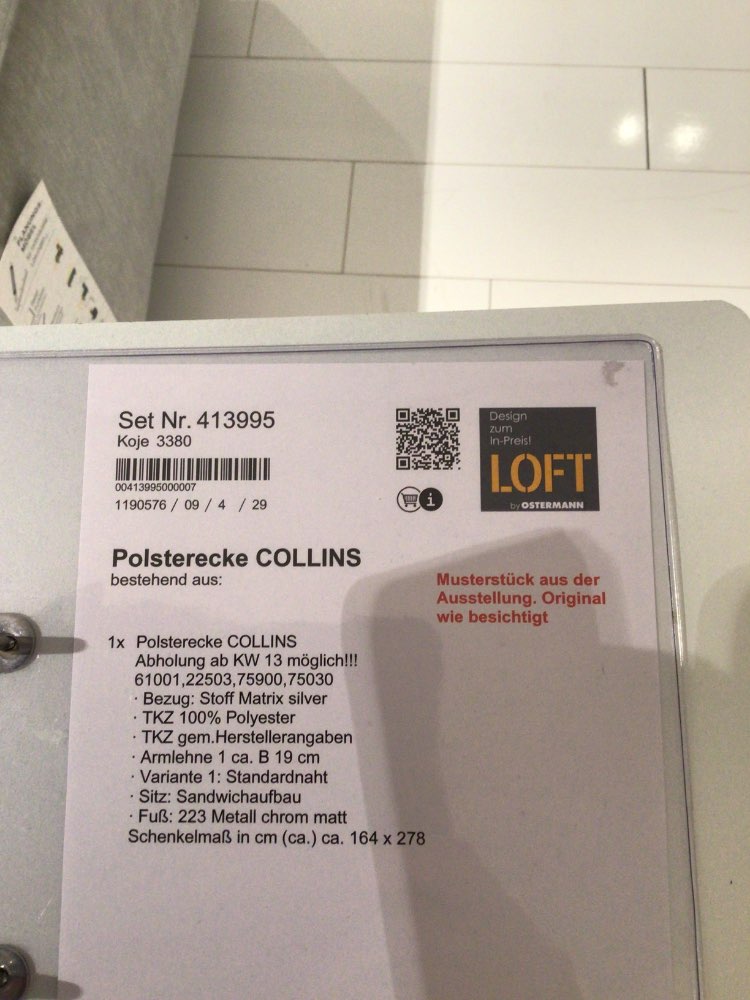 PLANUNGS-
Set Nr. 413995
Koje 3380
00413995000007
1190576 / 09 / 4 / 29
Design
zum
In-Preis!
LOFT
by OSTERMANN
Polsterecke COLLINS
bestehend aus:
Musterstück aus der
Ausstellung. Original
wie besichtigt
1x Polsterecke COLLINS
Abholung ab KW 13 möglich!!!
61001,22503,75900,75030
· Bezug: Stoff Matrix silver
· TKZ 100% Polyester
· TKZ gem.Herstellerangaben
· Armlehne 1 ca. B 19 cm
· Variante 1: Standardnaht
· Sitz: Sandwichaufbau
· Fuß: 223 Metall chrom matt
Schenkelmaß in cm (ca.) ca. 164 x 278